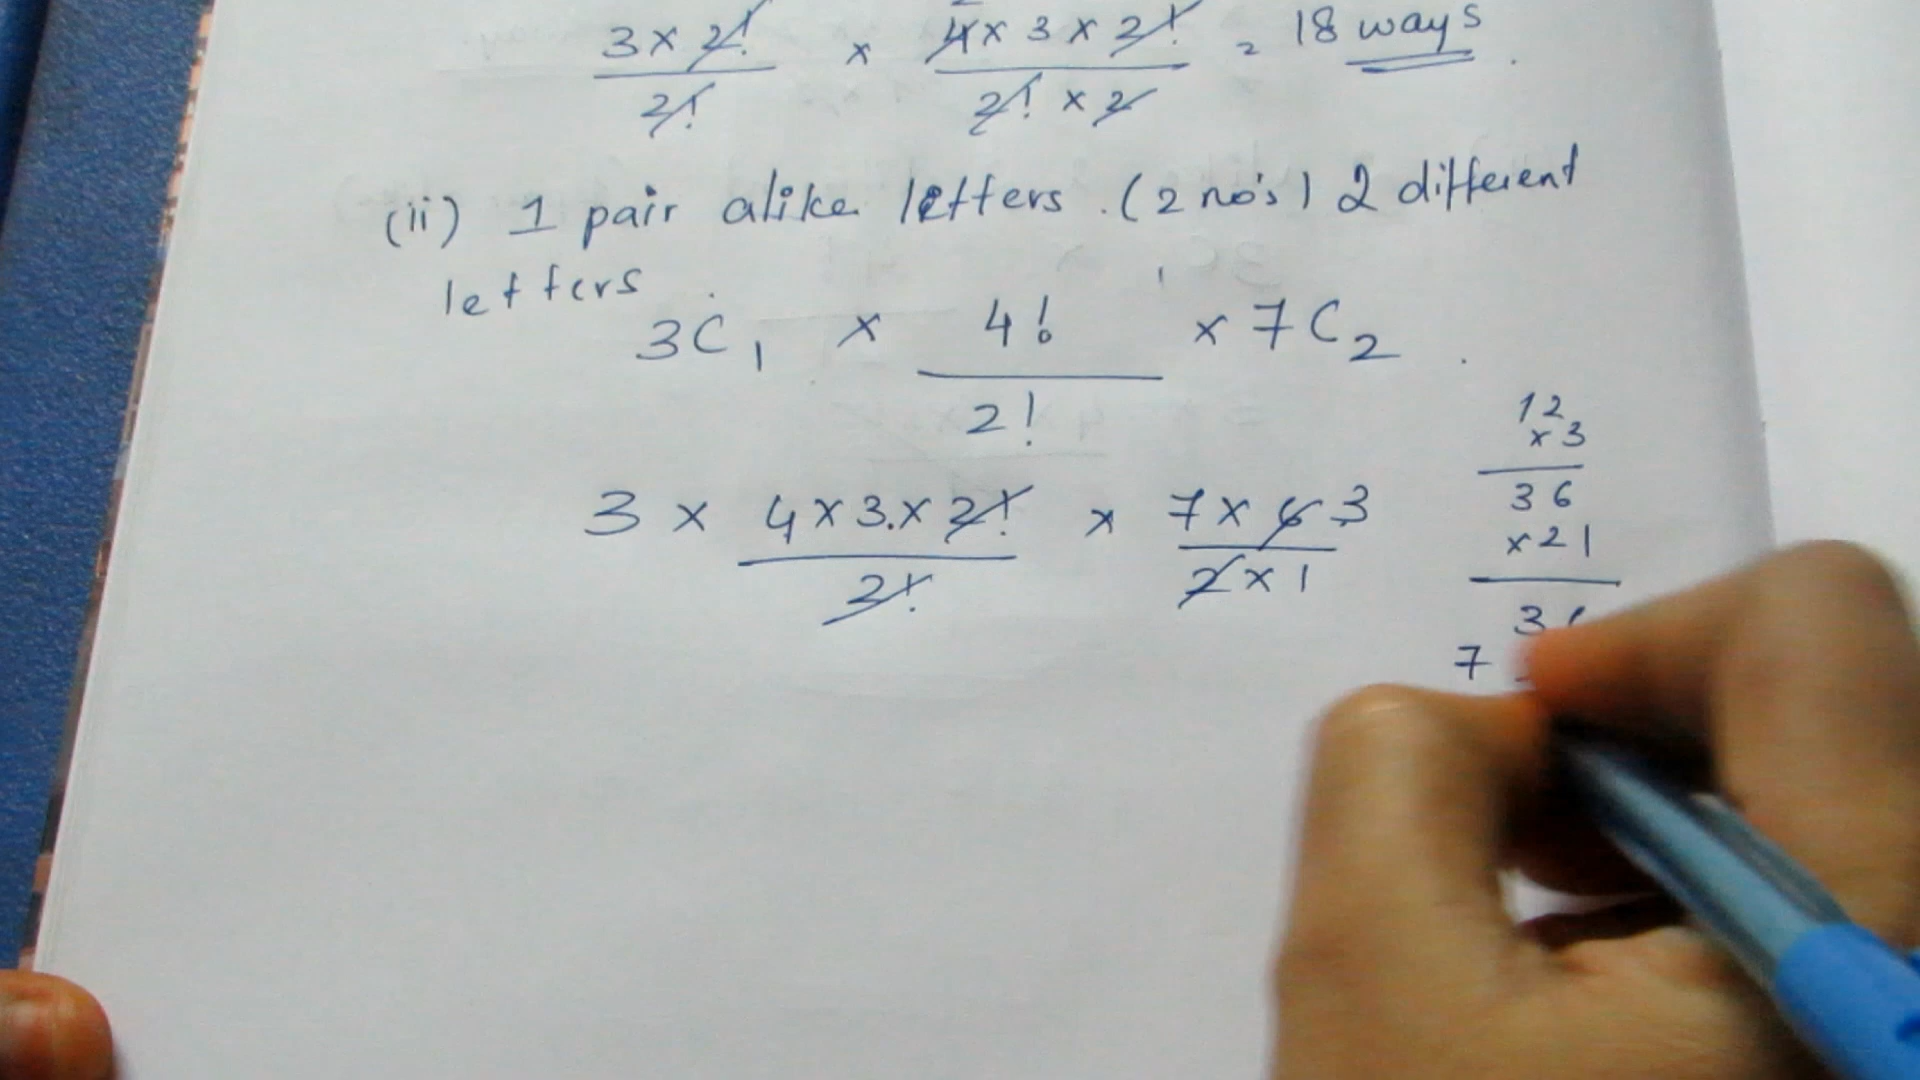 3 × 2! / 2! × 4 × 3 × 2! / 2! × 2 = 18 ways
(ii) 1 pair alike letters. (2 no's) 2 different
letters
3C₁ × 4! / 2! × 7C₂
3 × 4 × 3 × 2! / 2! × 7 × 6 3 / 2 × 1
12
× 3
36
× 21
3
7